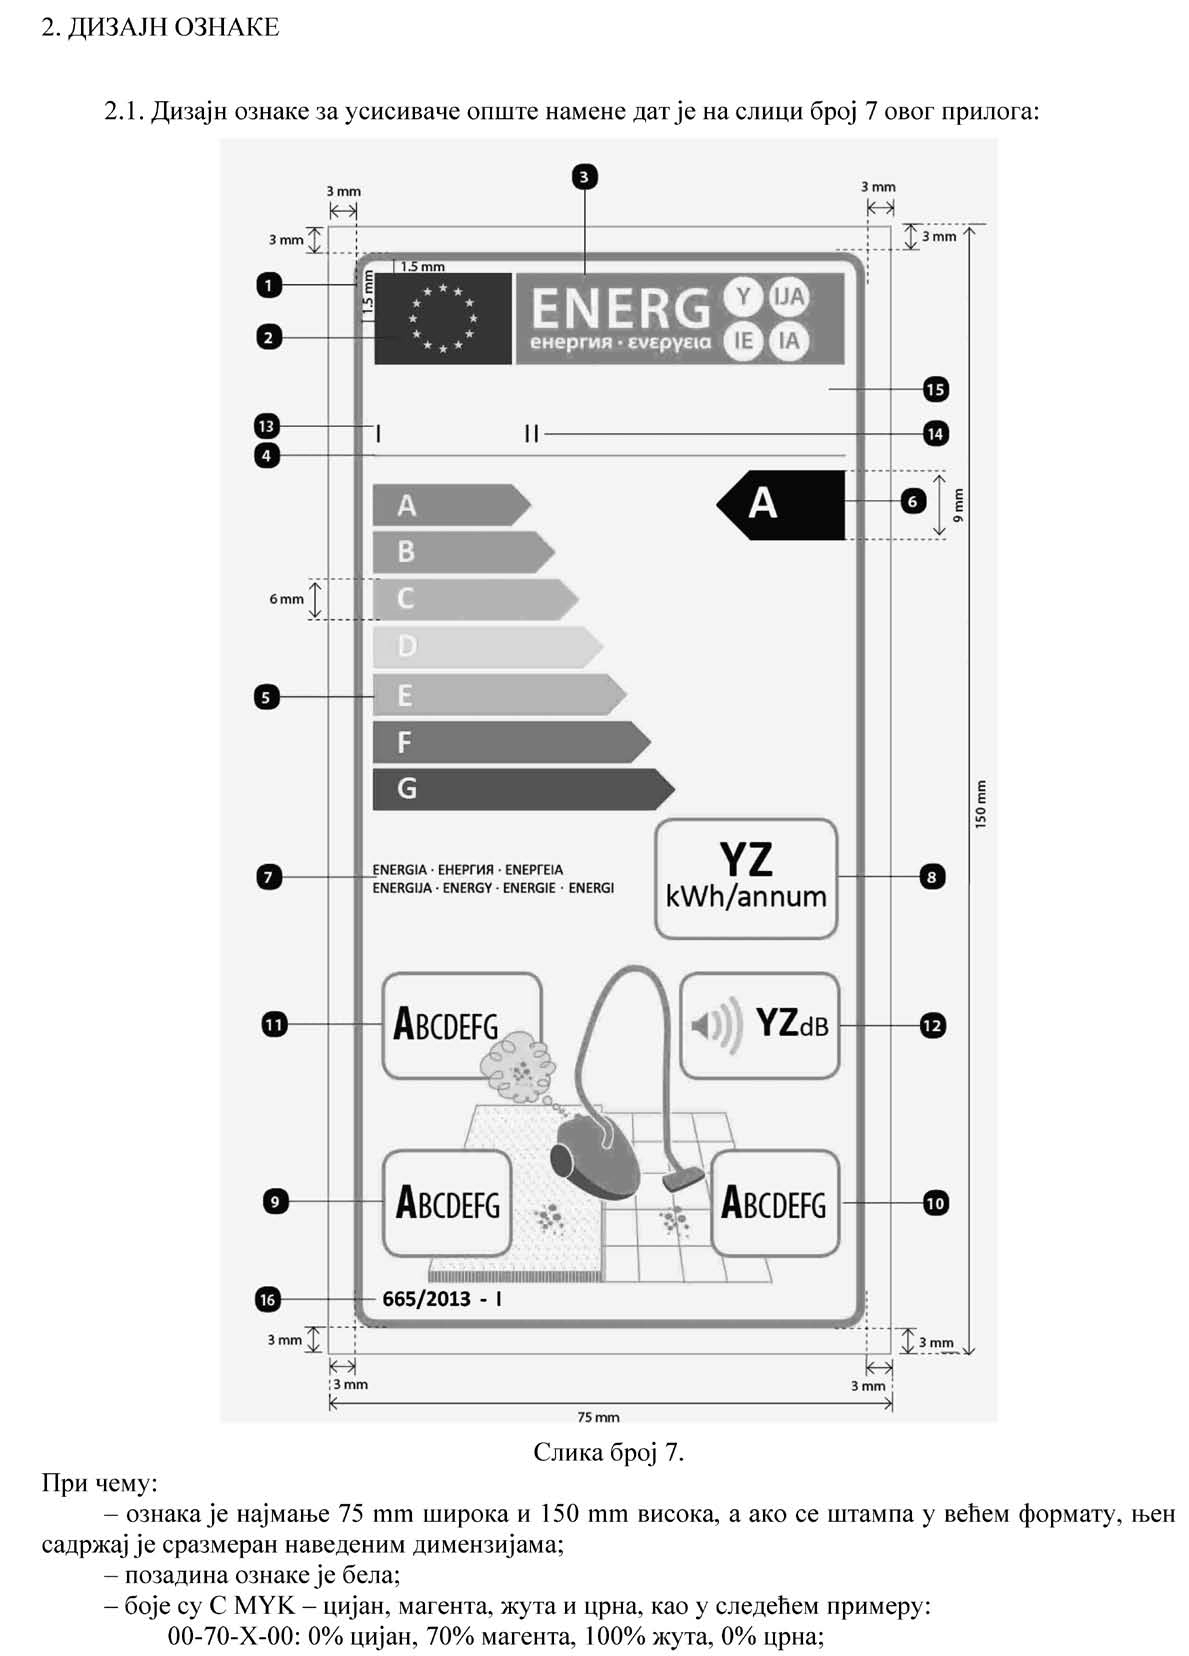 2. ДИЗАЈН ОЗНАКЕ
2.1. Дизајн ознаке за усисиваче опште намене дат је на слици број 7 овог прилога:
3
3 mm
3 mm
3 mm
3 mm
1.5 mm
1.5 mm
1
2
ENERG
енергия · ενεργεια
Y IJA
IE IA
15
13
I
II
14
4
A
A
6
9 mm
B
6 mm
C
D
5
E
F
G
150 mm
YZ
kWh/annum
8
7
ENERGIA · ЕНЕРГИЯ · ΕΝΕΡΓΕΙΑ
ENERGIJA · ENERGY · ENERGIE · ENERGI
11
ABCDEFG
YZdB
12
9
ABCDEFG
ABCDEFG
10
16
665/2013 - I
3 mm
3 mm
3 mm
3 mm
75 mm
Слика број 7.
При чему:
– ознака је најмање 75 mm широка и 150 mm висока, а ако се штампа у већем формату, њен
садржај је сразмеран наведеним димензијама;
– позадина ознаке је бела;
– боје су C MYK – цијан, магента, жута и црна, као у следећем примеру:
00-70-X-00: 0% цијан, 70% магента, 100% жута, 0% црна;